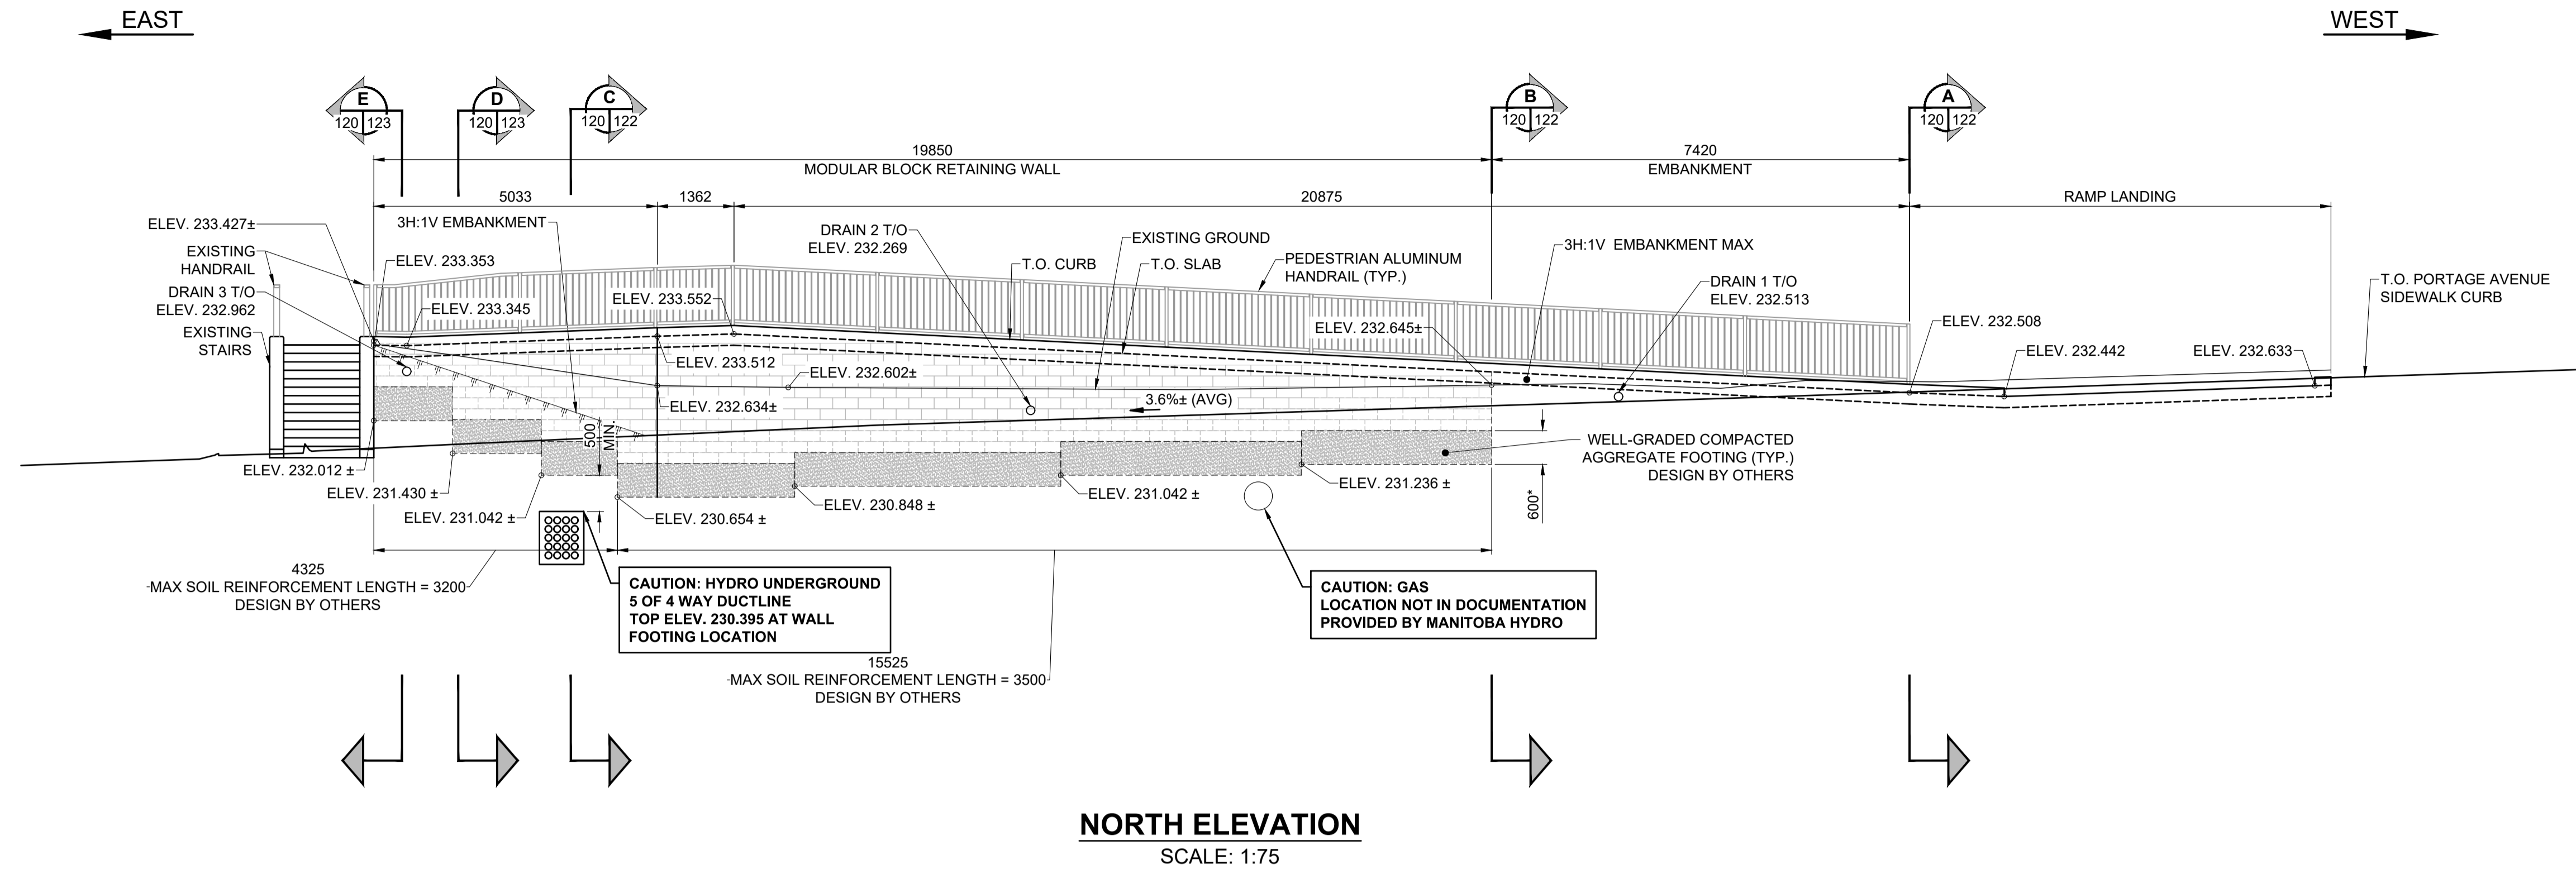 EAST
WEST
E
120 123
D
120 123
C
120 122
B
120 122
A
120 122
19850
MODULAR BLOCK RETAINING WALL
7420
EMBANKMENT
5033
1362
20875
RAMP LANDING
ELEV. 233.427±
3H:1V EMBANKMENT
EXISTING
HANDRAIL
ELEV. 233.353
DRAIN 3 T/O
ELEV. 232.962
EXISTING
STAIRS
ELEV. 233.345
ELEV. 233.552
DRAIN 2 T/O
ELEV. 232.269
EXISTING GROUND
T.O. CURB
T.O. SLAB
PEDESTRIAN ALUMINUM
HANDRAIL (TYP.)
3H:1V EMBANKMENT MAX
DRAIN 1 T/O
ELEV. 232.513
T.O. PORTAGE AVENUE
SIDEWALK CURB
ELEV. 232.645±
ELEV. 232.508
ELEV. 232.442
ELEV. 232.633
ELEV. 233.512
ELEV. 232.602±
ELEV. 232.634±
3.6%± (AVG)
500
MIN.
WELL-GRADED COMPACTED
AGGREGATE FOOTING (TYP.)
DESIGN BY OTHERS
600*
ELEV. 232.012 ±
ELEV. 231.430 ±
ELEV. 231.042 ±
ELEV. 230.654 ±
ELEV. 230.848 ±
ELEV. 231.042 ±
ELEV. 231.236 ±
4325
MAX SOIL REINFORCEMENT LENGTH = 3200
DESIGN BY OTHERS
CAUTION: HYDRO UNDERGROUND
5 OF 4 WAY DUCTLINE
TOP ELEV. 230.395 AT WALL
FOOTING LOCATION
CAUTION: GAS
LOCATION NOT IN DOCUMENTATION
PROVIDED BY MANITOBA HYDRO
15525
MAX SOIL REINFORCEMENT LENGTH = 3500
DESIGN BY OTHERS
NORTH ELEVATION
SCALE: 1:75